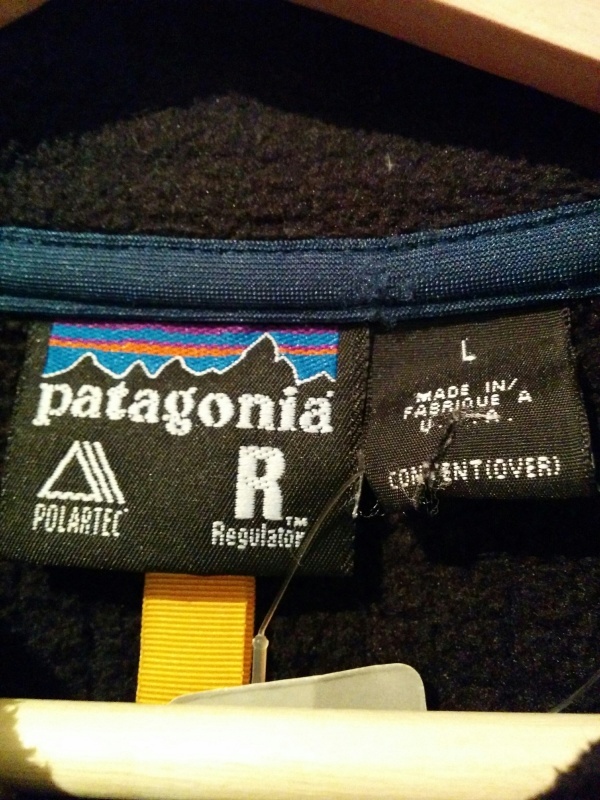 patagonia
POLARTEC
R
Regulator™
L
MADE IN/
FABRIQUE A
CONTENT(OVER)